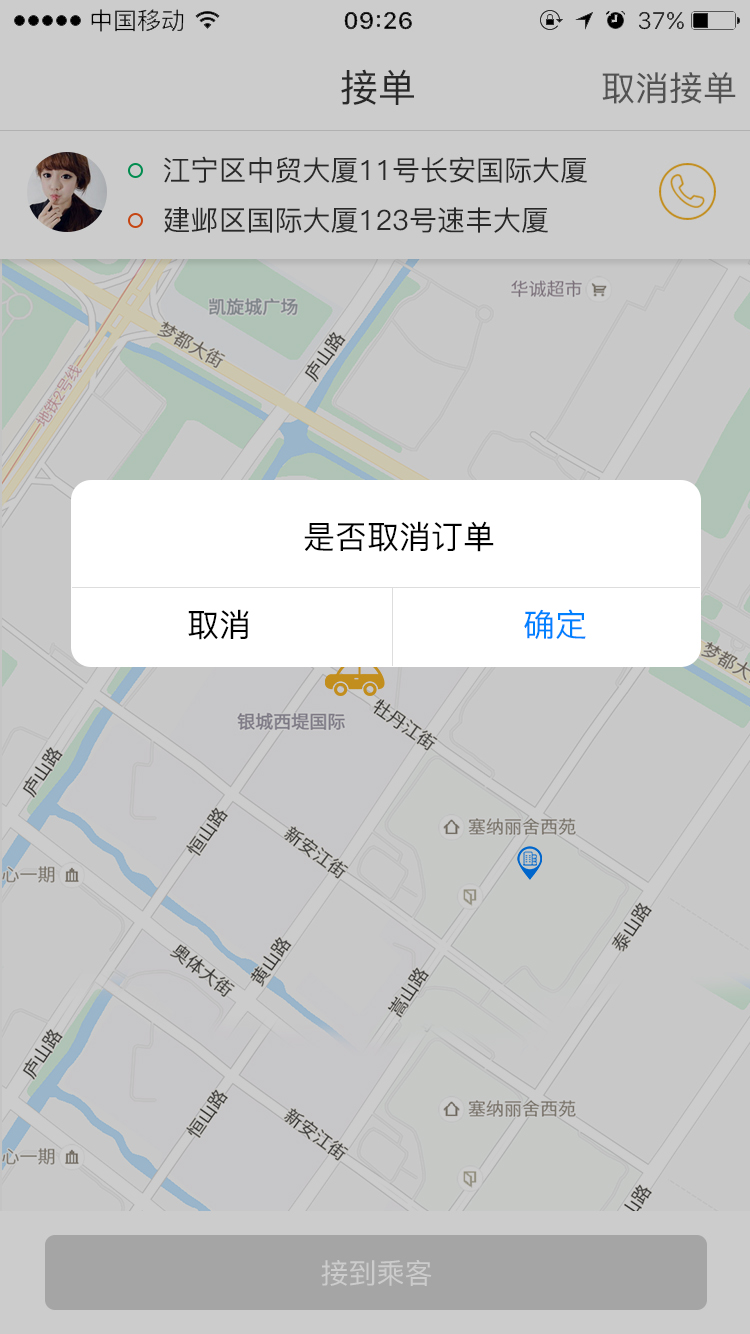 中国移动 09:26 37%
接单 取消接单
江宁区中贸大厦11号长安国际大厦
建邺区国际大厦123号速丰大厦
华诚超市
凯旋城广场
梦都大街
庐山路
地铁2号线
是否取消订单
取消 确定
梦都大
银城西堤国际
牡丹江街
庐山路
恒山路
新安江街
塞纳丽舍西苑
心一期
泰山路
奥体大街
黄山路
嵩山路
庐山路
恒山路
新安江街
塞纳丽舍西苑
心一期
山路
接到乘客